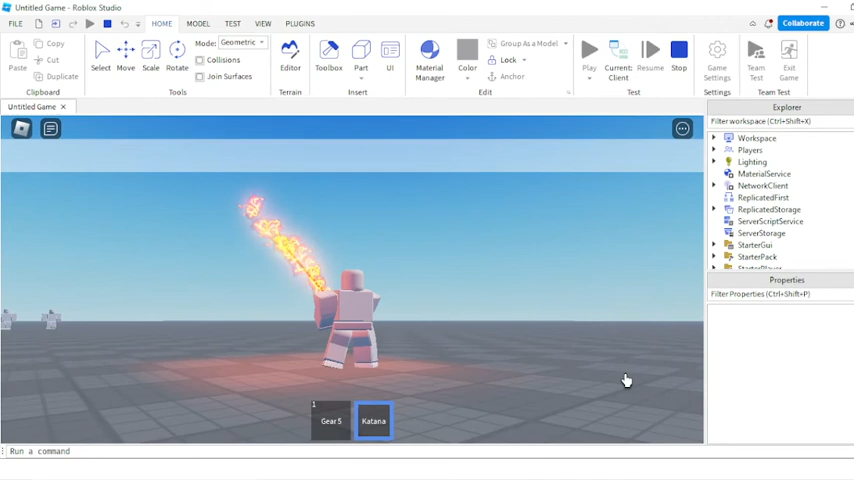 Untitled Game - Roblox Studio
FILE
HOME
MODEL
TEST
VIEW
PLUGINS
Collaborate
Paste
Copy
Cut
Duplicate
Clipboard
Select
Move
Scale
Rotate
Mode: Geometric
Collisions
Join Surfaces
Tools
Editor
Terrain
Toolbox
Part
UI
Insert
Material Manager
Color
Group As a Model
Lock
Anchor
Edit
Play
Current: Client
Resume
Stop
Test
Game Settings
Settings
Team Test
Exit Game
Team Test
Untitled Game
Explorer
Filter workspace (Ctrl+Shift+X)
Workspace
Players
Lighting
MaterialService
NetworkClient
ReplicatedFirst
ReplicatedStorage
ServerScriptService
ServerStorage
StarterGui
StarterPack
StarterPlayer
Properties
Filter Properties (Ctrl+Shift+P)
1
Gear 5
Katana
Run a command